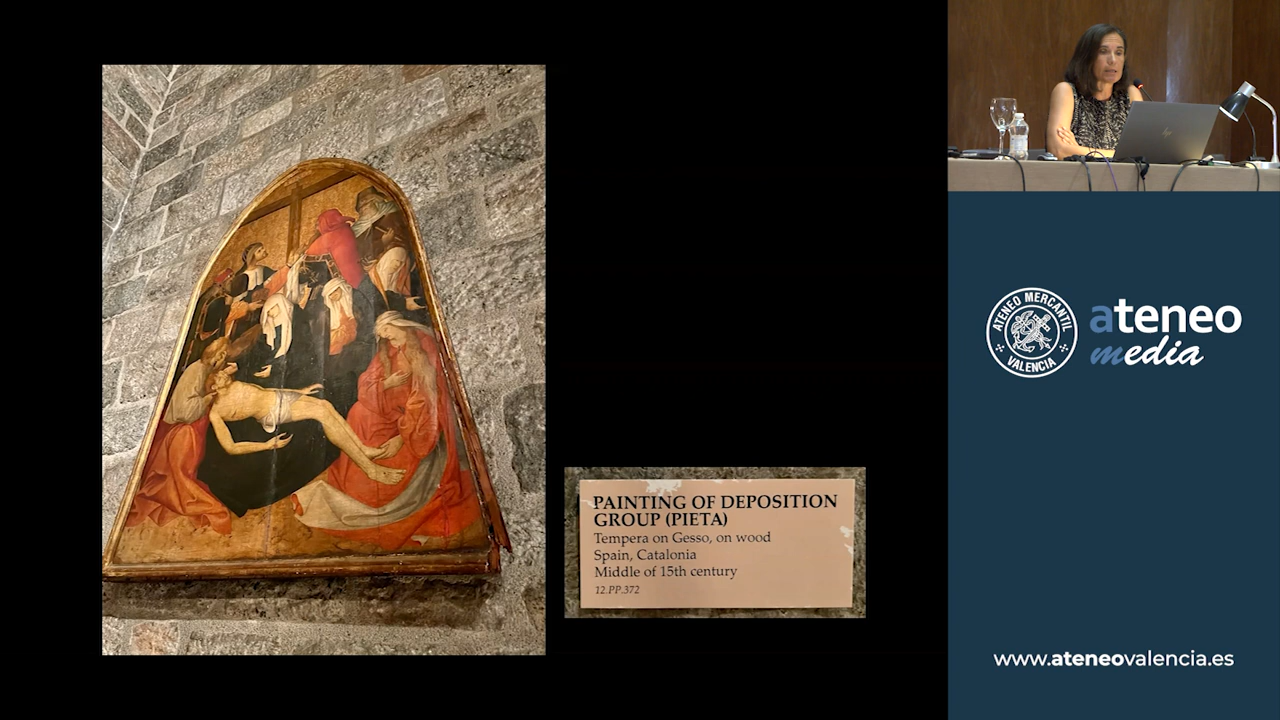 PAINTING OF DEPOSITION
GROUP (PIETA)
Tempera on Gesso, on wood
Spain, Catalonia
Middle of 15th century
12.PP.372
ATENEO MERCANTIL
VALENCIA
ateneo
media
www.ateneovalencia.es